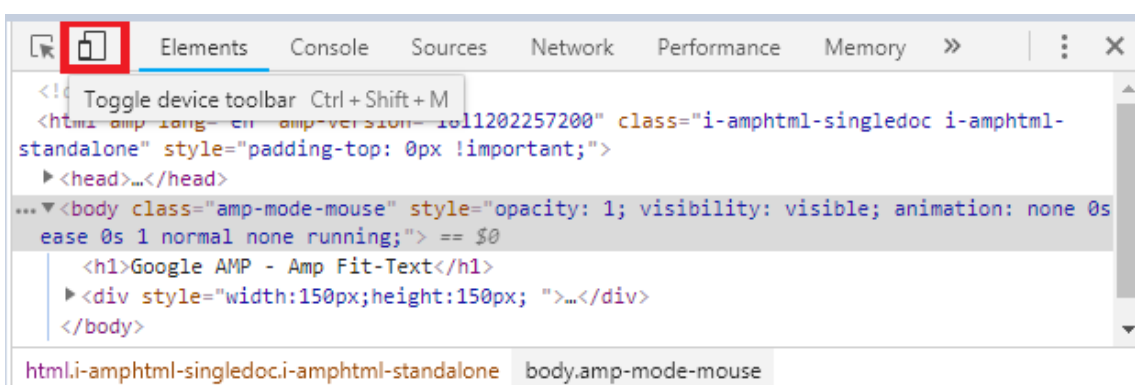 Elements Console Sources Network Performance Memory »
<!d
Toggle device toolbar Ctrl + Shift + M
<html amp lang="en" amp-version="1811202257200" class="i-amphtml-singledoc i-amphtml-
standalone" style="padding-top: 0px !important;">
▶<head>…</head>
…▼<body class="amp-mode-mouse" style="opacity: 1; visibility: visible; animation: none 0s
ease 0s 1 normal none running;"> == $0
<h1>Google AMP - Amp Fit-Text</h1>
▶<div style="width:150px;height:150px; ">…</div>
</body>
html.i-amphtml-singledoc.i-amphtml-standalone body.amp-mode-mouse